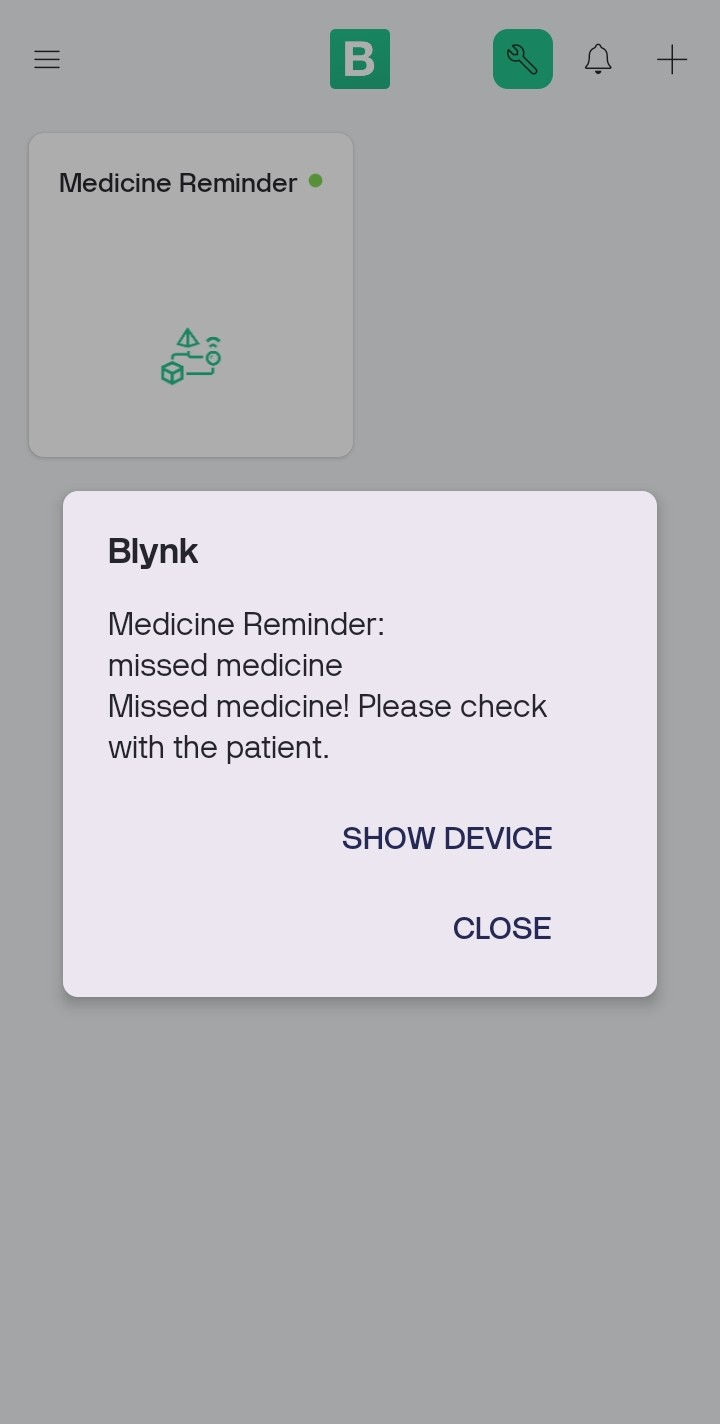 B
Medicine Reminder
Blynk
Medicine Reminder:
missed medicine
Missed medicine! Please check
with the patient.
SHOW DEVICE
CLOSE